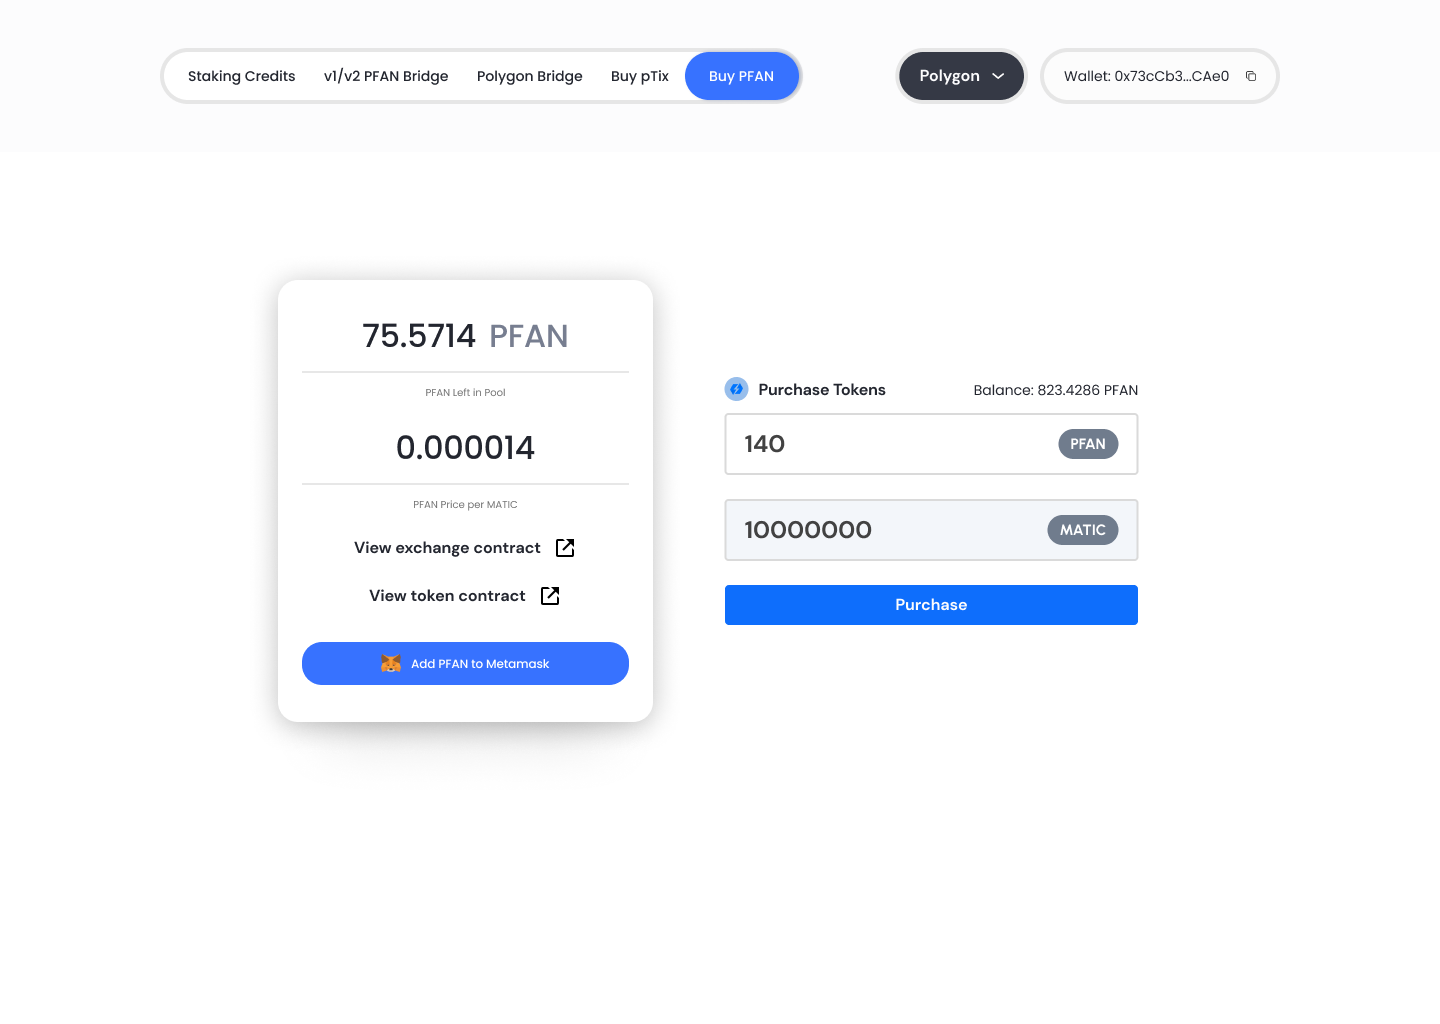 Staking Credits
v1/v2 PFAN Bridge
Polygon Bridge
Buy pTix
Buy PFAN
Polygon
Wallet: 0x73cCb3...CAe0
75.5714 PFAN
PFAN Left in Pool
0.000014
PFAN Price per MATIC
View exchange contract
View token contract
Add PFAN to Metamask
Purchase Tokens
Balance: 823.4286 PFAN
140
PFAN
10000000
MATIC
Purchase